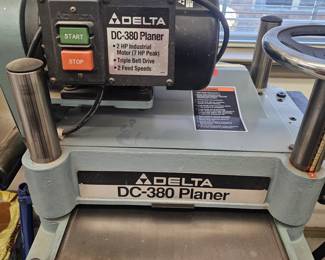 DELTA
DC-380 Planer
• 2 HP Industrial
Motor (7 HP Peak)
• Triple Belt Drive
• 2 Feed Speeds
START
STOP
DELTA
DC-380 Planer